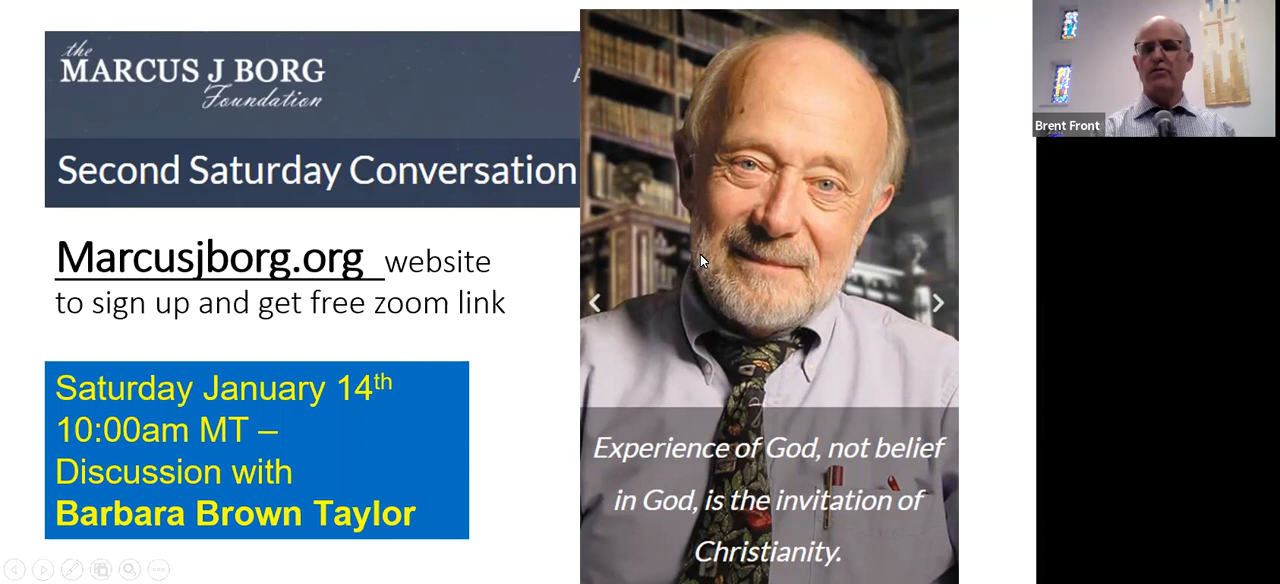 the
MARCUS J BORG
Foundation
A
Second Saturday Conversation
Marcusjborg.org website
to sign up and get free zoom link
Saturday January 14th
10:00am MT –
Discussion with
Barbara Brown Taylor
Experience of God, not belief
in God, is the invitation of
Christianity.
Brent Front